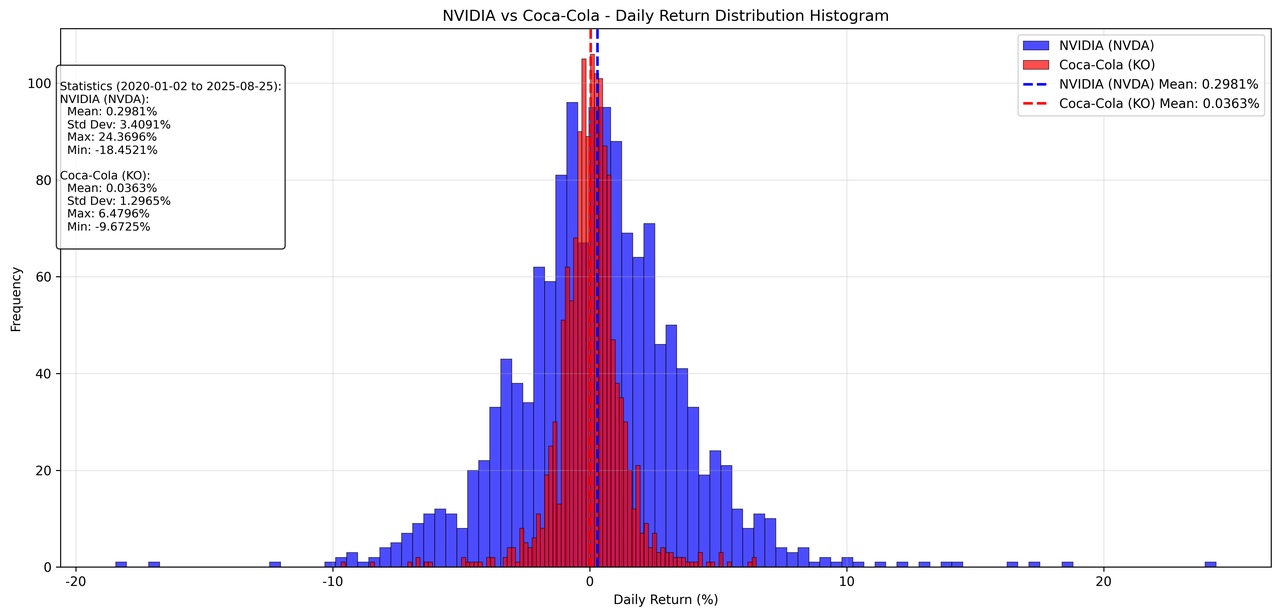 NVIDIA vs Coca-Cola - Daily Return Distribution Histogram
NVIDIA (NVDA)
Coca-Cola (KO)
NVIDIA (NVDA) Mean: 0.2981%
Coca-Cola (KO) Mean: 0.0363%
Statistics (2020-01-02 to 2025-08-25):
NVIDIA (NVDA):
Mean: 0.2981%
Std Dev: 3.4091%
Max: 24.3696%
Min: -18.4521%
Coca-Cola (KO):
Mean: 0.0363%
Std Dev: 1.2965%
Max: 6.4796%
Min: -9.6725%
Frequency
100
80
60
40
20
0
-20
-10
0
10
20
Daily Return (%)